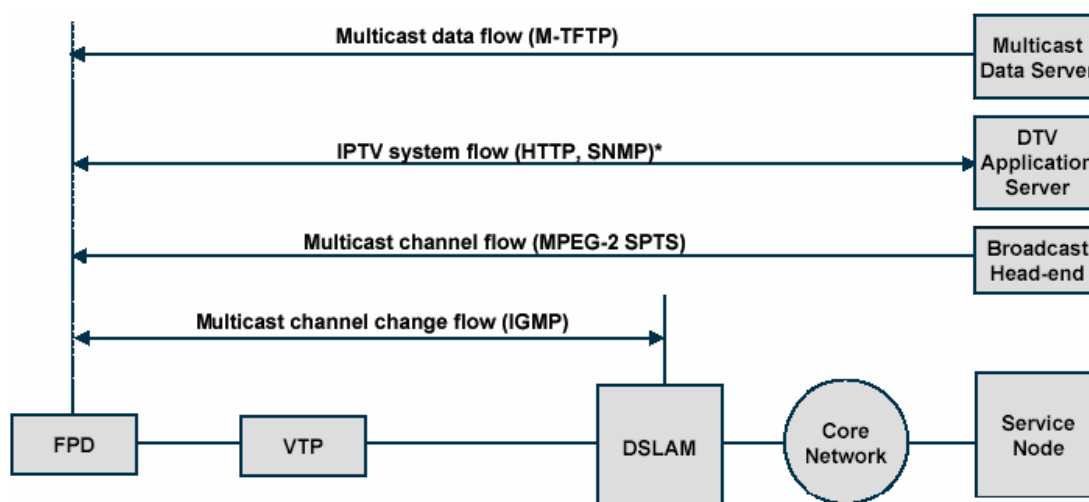 Multicast data flow (M-TFTP)
Multicast
Data Server
IPTV system flow (HTTP, SNMP)*
DTV
Application
Server
Multicast channel flow (MPEG-2 SPTS)
Broadcast
Head-end
Multicast channel change flow (IGMP)
FPD
VTP
DSLAM
Core
Network
Service
Node